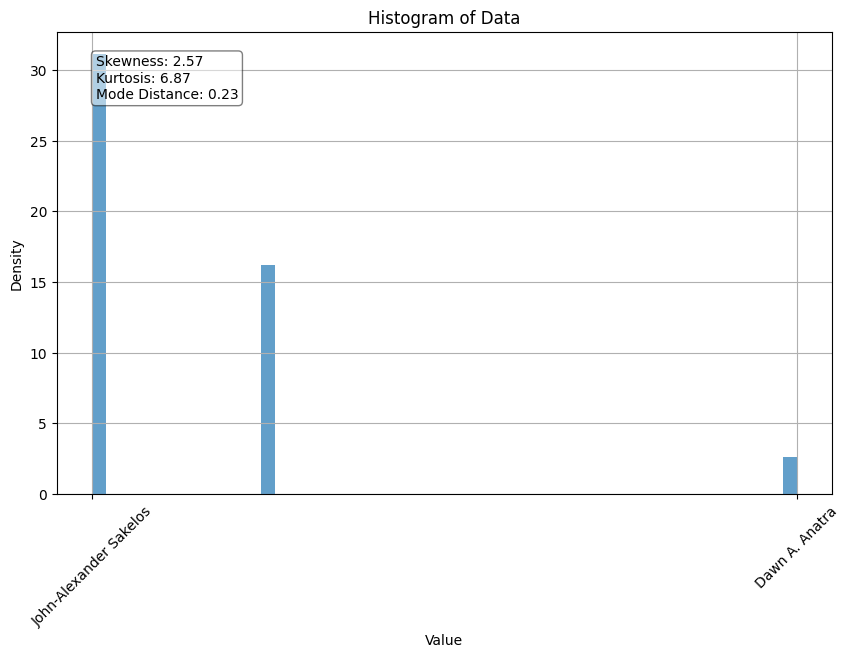 Histogram of Data
Skewness: 2.57
Kurtosis: 6.87
Mode Distance: 0.23
30
25
20
15
10
5
0
Density
John-Alexander Sakelos
Dawn A. Anatra
Value